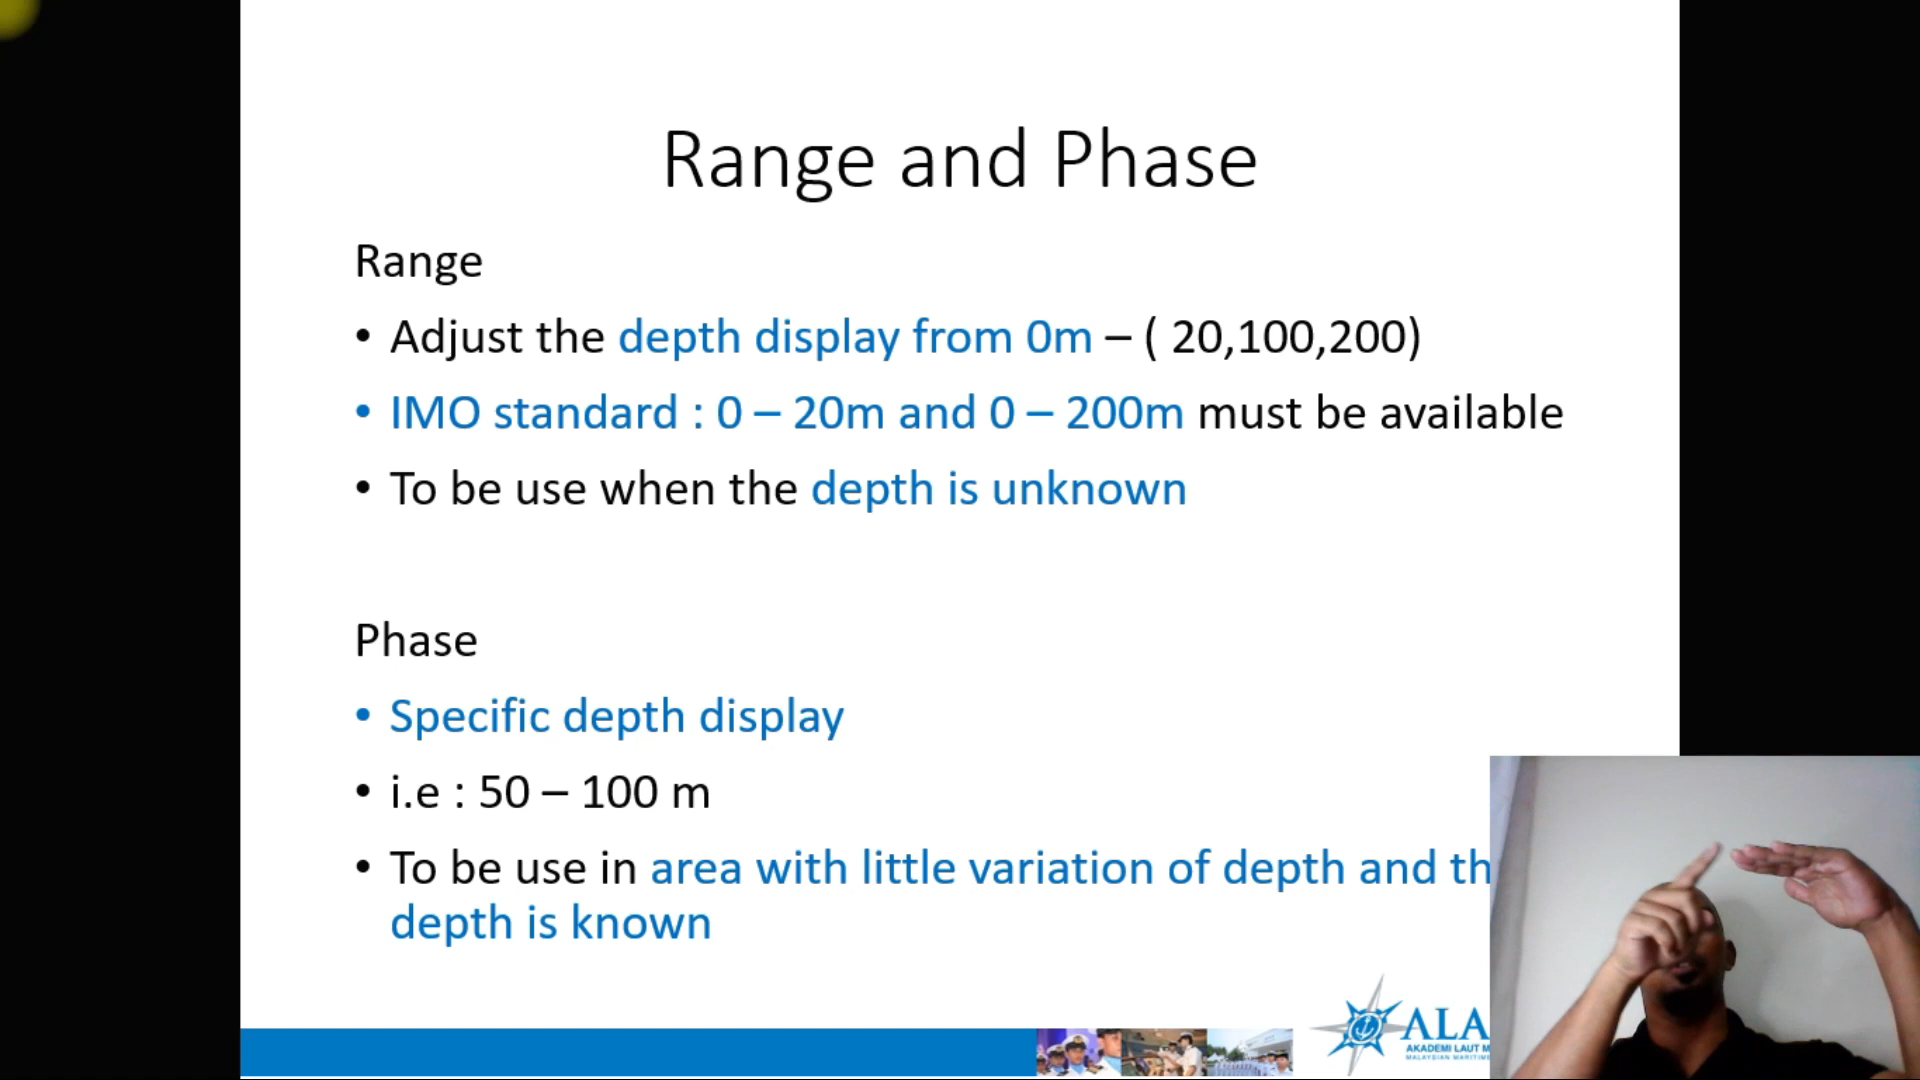 Range and Phase
Range
• Adjust the depth display from 0m – ( 20,100,200)
• IMO standard : 0 – 20m and 0 – 200m must be available
• To be use when the depth is unknown
Phase
• Specific depth display
• i.e : 50 – 100 m
• To be use in area with little variation of depth and th
depth is known
ALA
AKADEMI LAUT M
MALAYSIAN MARITIME